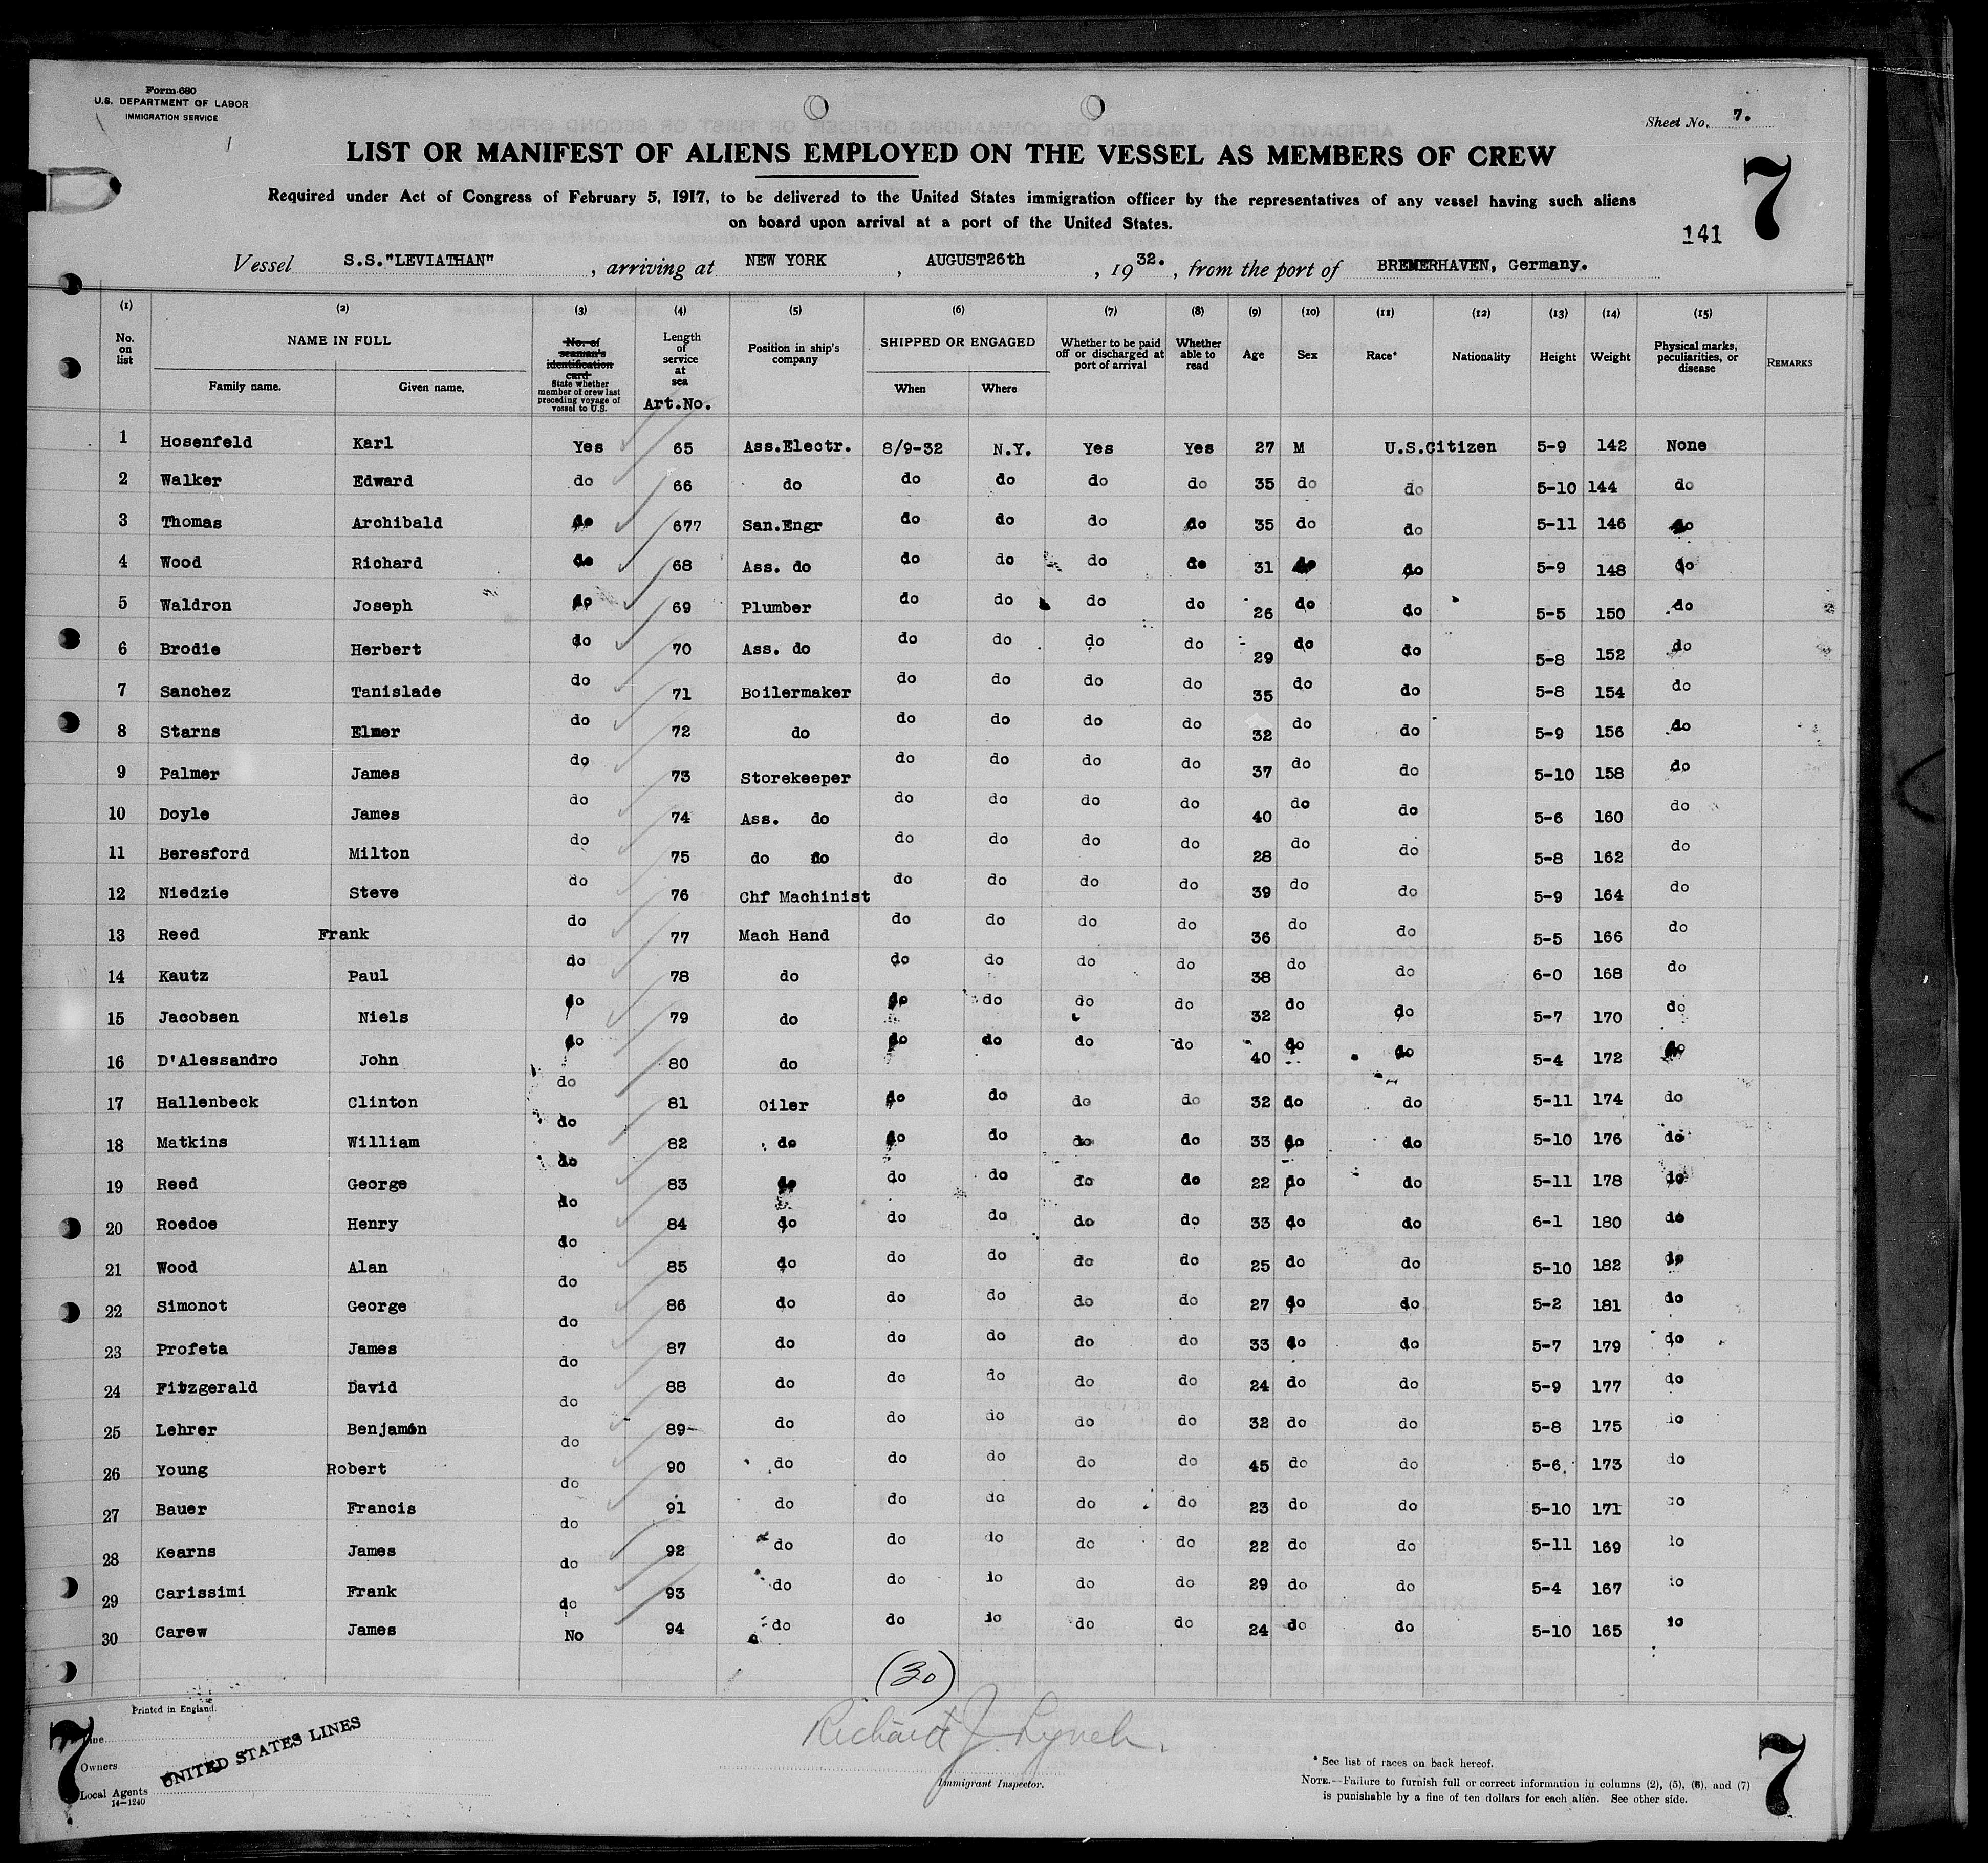 Form 680
U.S. DEPARTMENT OF LABOR
IMMIGRATION SERVICE
Sheet No. 7.
LIST OR MANIFEST OF ALIENS EMPLOYED ON THE VESSEL AS MEMBERS OF CREW
7
Required under Act of Congress of February 5, 1917, to be delivered to the United States immigration officer by the representatives of any vessel having such aliens
on board upon arrival at a port of the United States.
141
Vessel S.S."LEVIATHAN", arriving at NEW YORK, AUGUST26th, 1932., from the port of BREMERHAVEN, Germany.
(1) (2) (3) (4) (5) (6) (7) (8) (9) (10) (11) (12) (13) (14) (15)
No. on list NAME IN FULL Family name. Given name. No. of seaman's identification card State whether member of crew last preceding voyage of vessel to U.S. Length of service at sea Art.No. Position in ship's company SHIPPED OR ENGAGED When Where Whether to be paid off or discharged at port of arrival Whether able to read Age Sex Race* Nationality Height Weight Physical marks, peculiarities, or disease REMARKS
1 Hosenfeld Karl Yes 65 Ass.Electr. 8/9-32 N.Y. Yes Yes 27 M U.S.Citizen 5-9 142 None
2 Walker Edward do 66 do do do do do 35 do do 5-10 144 do
3 Thomas Archibald do 677 San.Engr do do do do 35 do do 5-11 146 do
4 Wood Richard do 68 Ass. do do do do do 31 do do 5-9 148 do
5 Waldron Joseph do 69 Plumber do do do do 26 do do 5-5 150 do
6 Brodie Herbert do 70 Ass. do do do do do 29 do do 5-8 152 do
7 Sanchez Tanislade do 71 Boilermaker do do do do 35 do do 5-8 154 do
8 Starns Elmer do 72 do do do do do 32 do do 5-9 156 do
9 Palmer James do 73 Storekeeper do do do do 37 do do 5-10 158 do
10 Doyle James do 74 Ass. do do do do do 40 do do 5-6 160 do
11 Beresford Milton do 75 do do do do do do 28 do do 5-8 162 do
12 Niedzie Steve do 76 Chf Machinist do do do do 39 do do 5-9 164 do
13 Reed Frank do 77 Mach Hand do do do do 36 do do 5-5 166 do
14 Kautz Paul do 78 do do do do do 38 do do 6-0 168 do
15 Jacobsen Niels do 79 do do do do do 32 do do 5-7 170 do
16 D'Alessandro John do 80 do do do do do 40 do do 5-4 172 do
17 Hallenbeck Clinton do 81 Oiler do do do do 32 do do 5-11 174 do
18 Matkins William do 82 do do do do do 33 do do 5-10 176 do
19 Reed George do 83 do do do do do 22 do do 5-11 178 do
20 Roedoe Henry do 84 do do do do do 33 do do 6-1 180 do
21 Wood Alan do 85 do do do do do 25 do do 5-10 182 do
22 Simonot George do 86 do do do do do 27 do do 5-2 181 do
23 Profeta James do 87 do do do do do 33 do do 5-7 179 do
24 Fitzgerald David do 88 do do do do do 24 do do 5-9 177 do
25 Lehrer Benjamin do 89 do do do do do 32 do do 5-8 175 do
26 Young Robert do 90 do do do do do 45 do do 5-6 173 do
27 Bauer Francis do 91 do do do do do 23 do do 5-10 171 do
28 Kearns James do 92 do do do do do 22 do do 5-11 169 do
29 Carissimi Frank do 93 do do do do do 29 do do 5-4 167 do
30 Carew James No 94 do do do do do 24 do do 5-10 165 do
(30)
Printed in England.
Richard J. Lynch.
Immigrant Inspector.
7
Line
Owners
Local Agents
14-1240
UNITED STATES LINES
* See list of races on back hereof.
NOTE.—Failure to furnish full or correct information in columns (2), (5), (6), and (7)
is punishable by a fine of ten dollars for each alien. See other side.
7